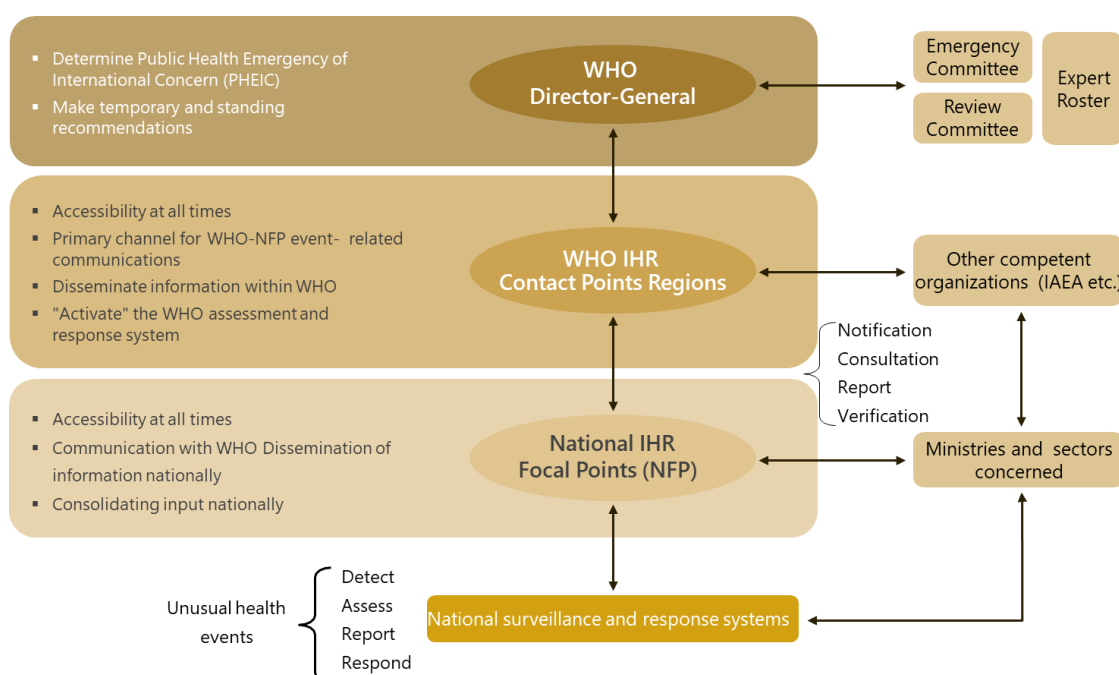 ▪ Determine Public Health Emergency of
International Concern (PHEIC)
▪ Make temporary and standing
recommendations
WHO
Director-General
Emergency
Committee
Review
Committee
Expert
Roster
▪ Accessibility at all times
▪ Primary channel for WHO-NFP event- related
communications
▪ Disseminate information within WHO
▪ "Activate" the WHO assessment and
response system
WHO IHR
Contact Points Regions
Other competent
organizations (IAEA etc.)
Notification
Consultation
Report
Verification
▪ Accessibility at all times
▪ Communication with WHO Dissemination of
information nationally
▪ Consolidating input nationally
National IHR
Focal Points (NFP)
Ministries and sectors
concerned
Unusual health
events
Detect
Assess
Report
Respond
National surveillance and response systems